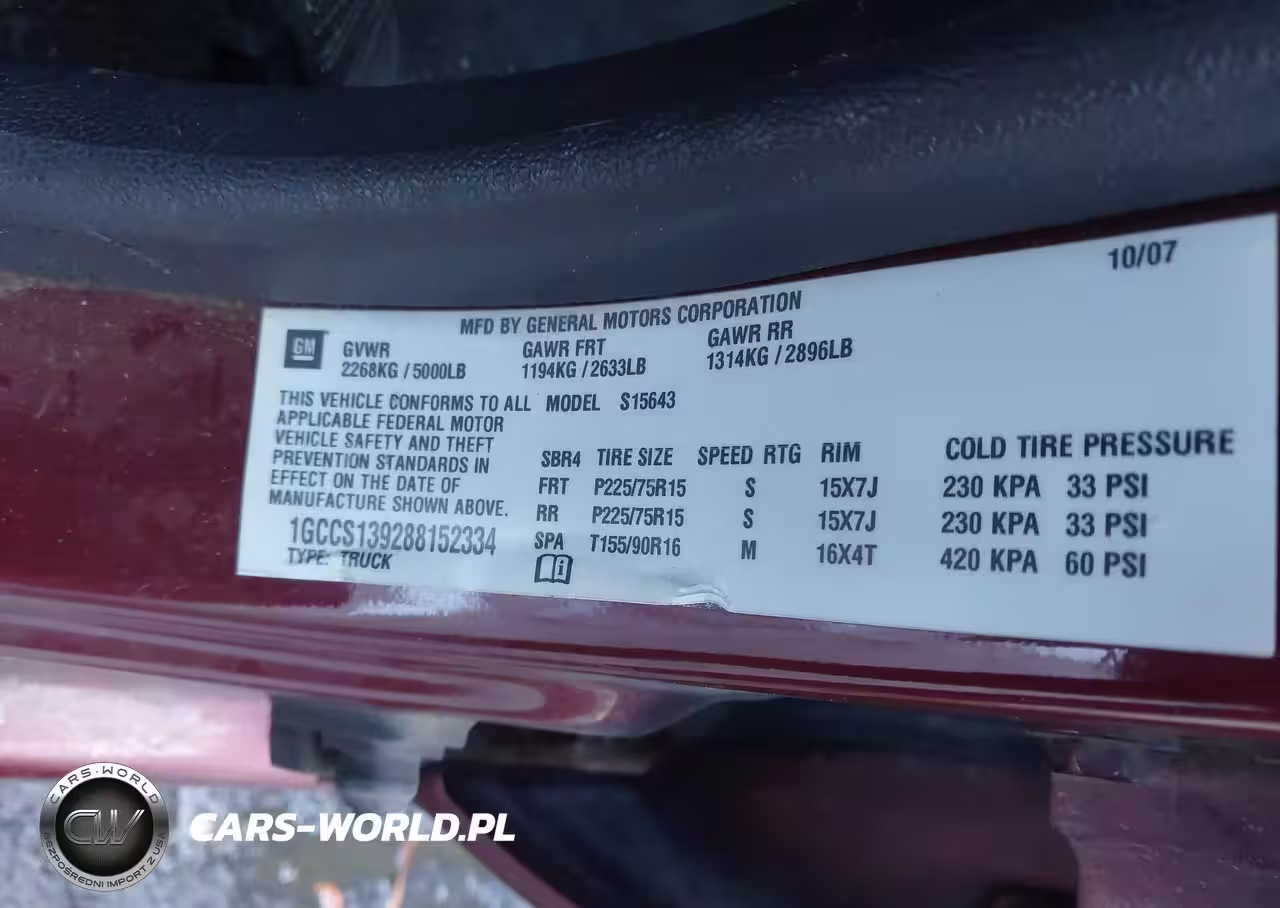 10/07
MFD BY GENERAL MOTORS CORPORATION
GM
GVWR GAWR FRT GAWR RR
2268KG / 5000LB 1194KG / 2633LB 1314KG / 2896LB
THIS VEHICLE CONFORMS TO ALL MODEL S15643
APPLICABLE FEDERAL MOTOR
VEHICLE SAFETY AND THEFT
PREVENTION STANDARDS IN
EFFECT ON THE DATE OF
MANUFACTURE SHOWN ABOVE.
1GCCS139288152334
TYPE: TRUCK
SBR4 TIRE SIZE SPEED RTG RIM COLD TIRE PRESSURE
FRT P225/75R15 S 15X7J 230 KPA 33 PSI
RR P225/75R15 S 15X7J 230 KPA 33 PSI
SPA T155/90R16 M 16X4T 420 KPA 60 PSI
i
CARS-WORLD
CW
BEZPOŚREDNI IMPORT Z USA
CARS-WORLD.PL